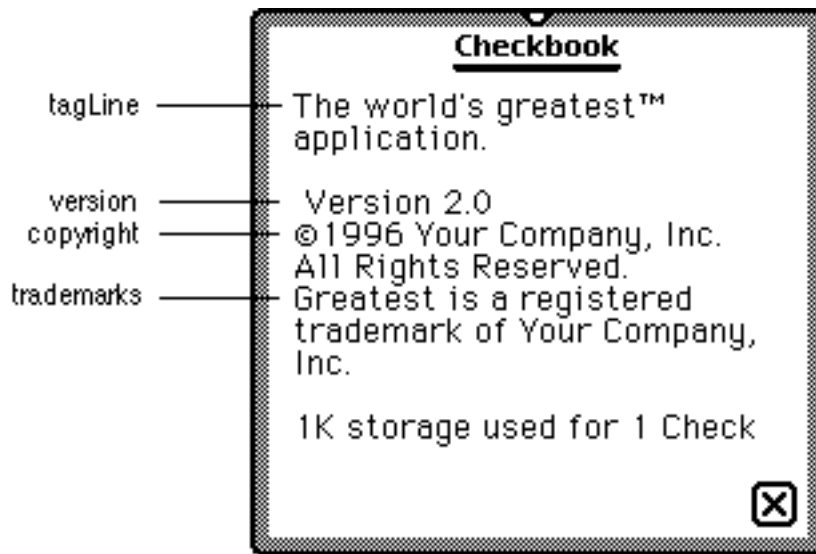 Checkbook
tagLine
The world's greatest™
application.
version
Version 2.0
copyright
©1996 Your Company, Inc.
All Rights Reserved.
trademarks
Greatest is a registered
trademark of Your Company,
Inc.
1K storage used for 1 Check